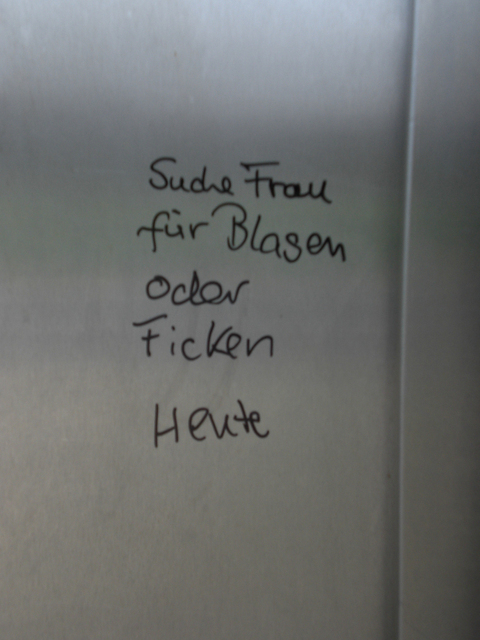 Suche Frau
für Blasen
oder
Ficken
Heute